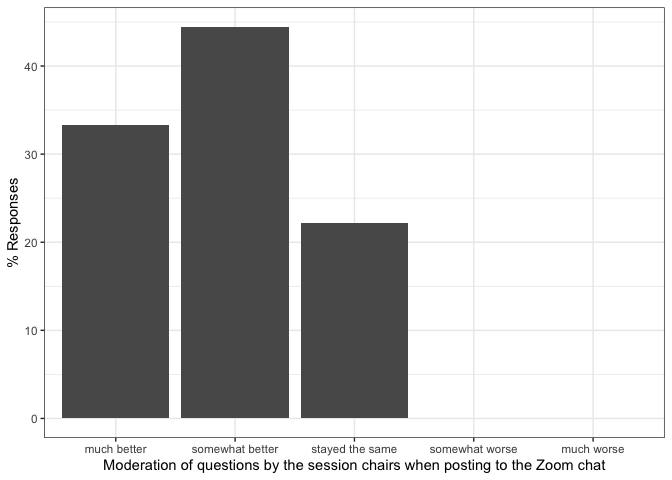 % Responses
40
30
20
10
0
much better somewhat better stayed the same somewhat worse much worse
Moderation of questions by the session chairs when posting to the Zoom chat